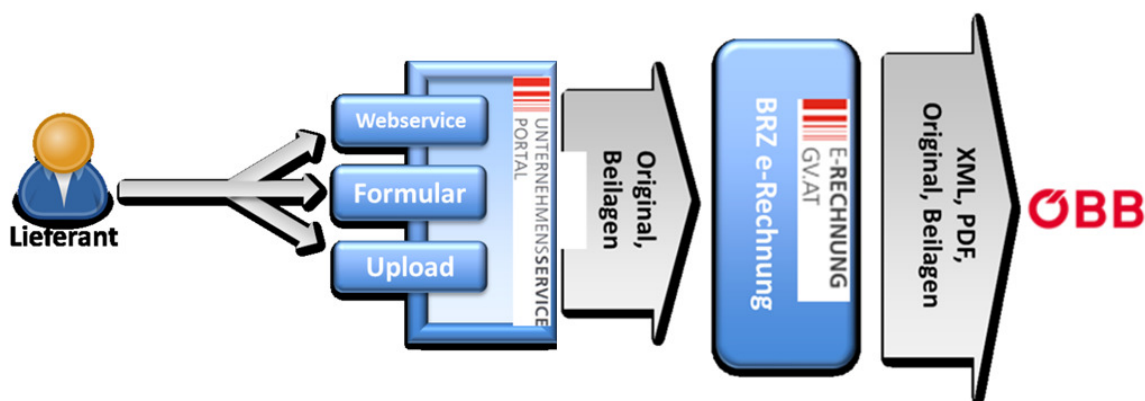 Lieferant
Webservice
Formular
Upload
UNTERNEHMENSSERVICE
PORTAL
Original,
Beilagen
BRZ e-Rechnung
E-RECHNUNG
GV.AT
XML, PDF,
Original, Beilagen
ÖBB